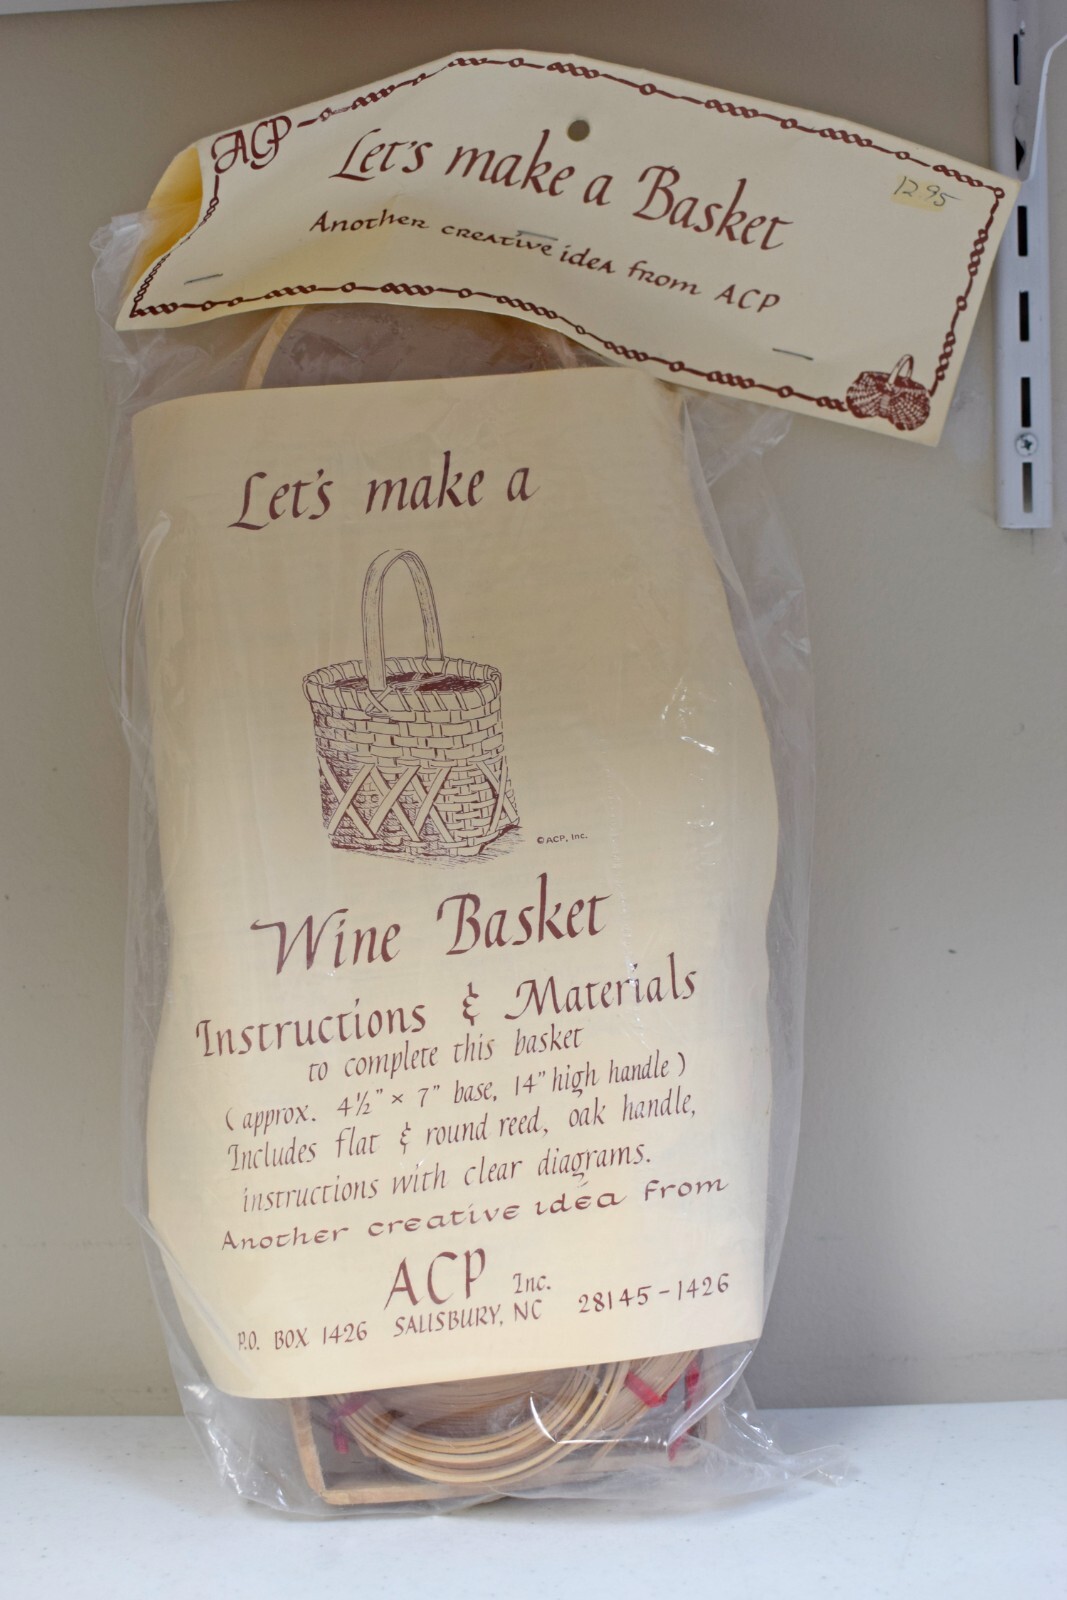 ACP
Let's make a Basket
12.95
Another creative idea from ACP
Let's make a
© ACP, Inc.
Wine Basket
Instructions & Materials
to complete this basket
(approx. 4½" × 7" base, 14" high handle)
Includes flat & round reed, oak handle,
instructions with clear diagrams.
Another creative idea from
ACP Inc.
P.O. BOX 1426 SALISBURY, NC 28145-1426